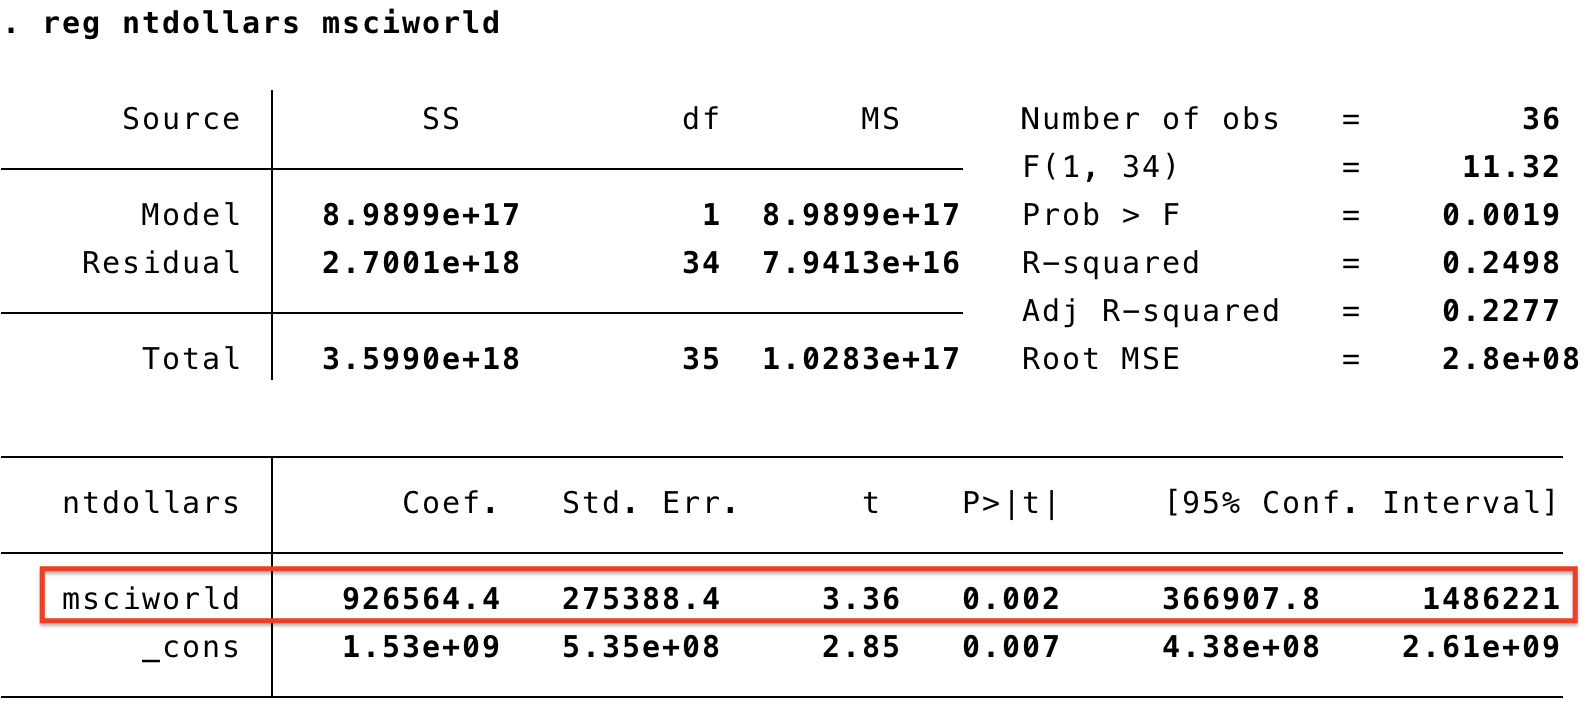 . reg ntdollars msciworld
Source SS df MS Number of obs = 36
F(1, 34) = 11.32
Model 8.9899e+17 1 8.9899e+17 Prob > F = 0.0019
Residual 2.7001e+18 34 7.9413e+16 R-squared = 0.2498
Adj R-squared = 0.2277
Total 3.5990e+18 35 1.0283e+17 Root MSE = 2.8e+08
ntdollars Coef. Std. Err. t P>|t| [95% Conf. Interval]
msciworld 926564.4 275388.4 3.36 0.002 366907.8 1486221
_cons 1.53e+09 5.35e+08 2.85 0.007 4.38e+08 2.61e+09